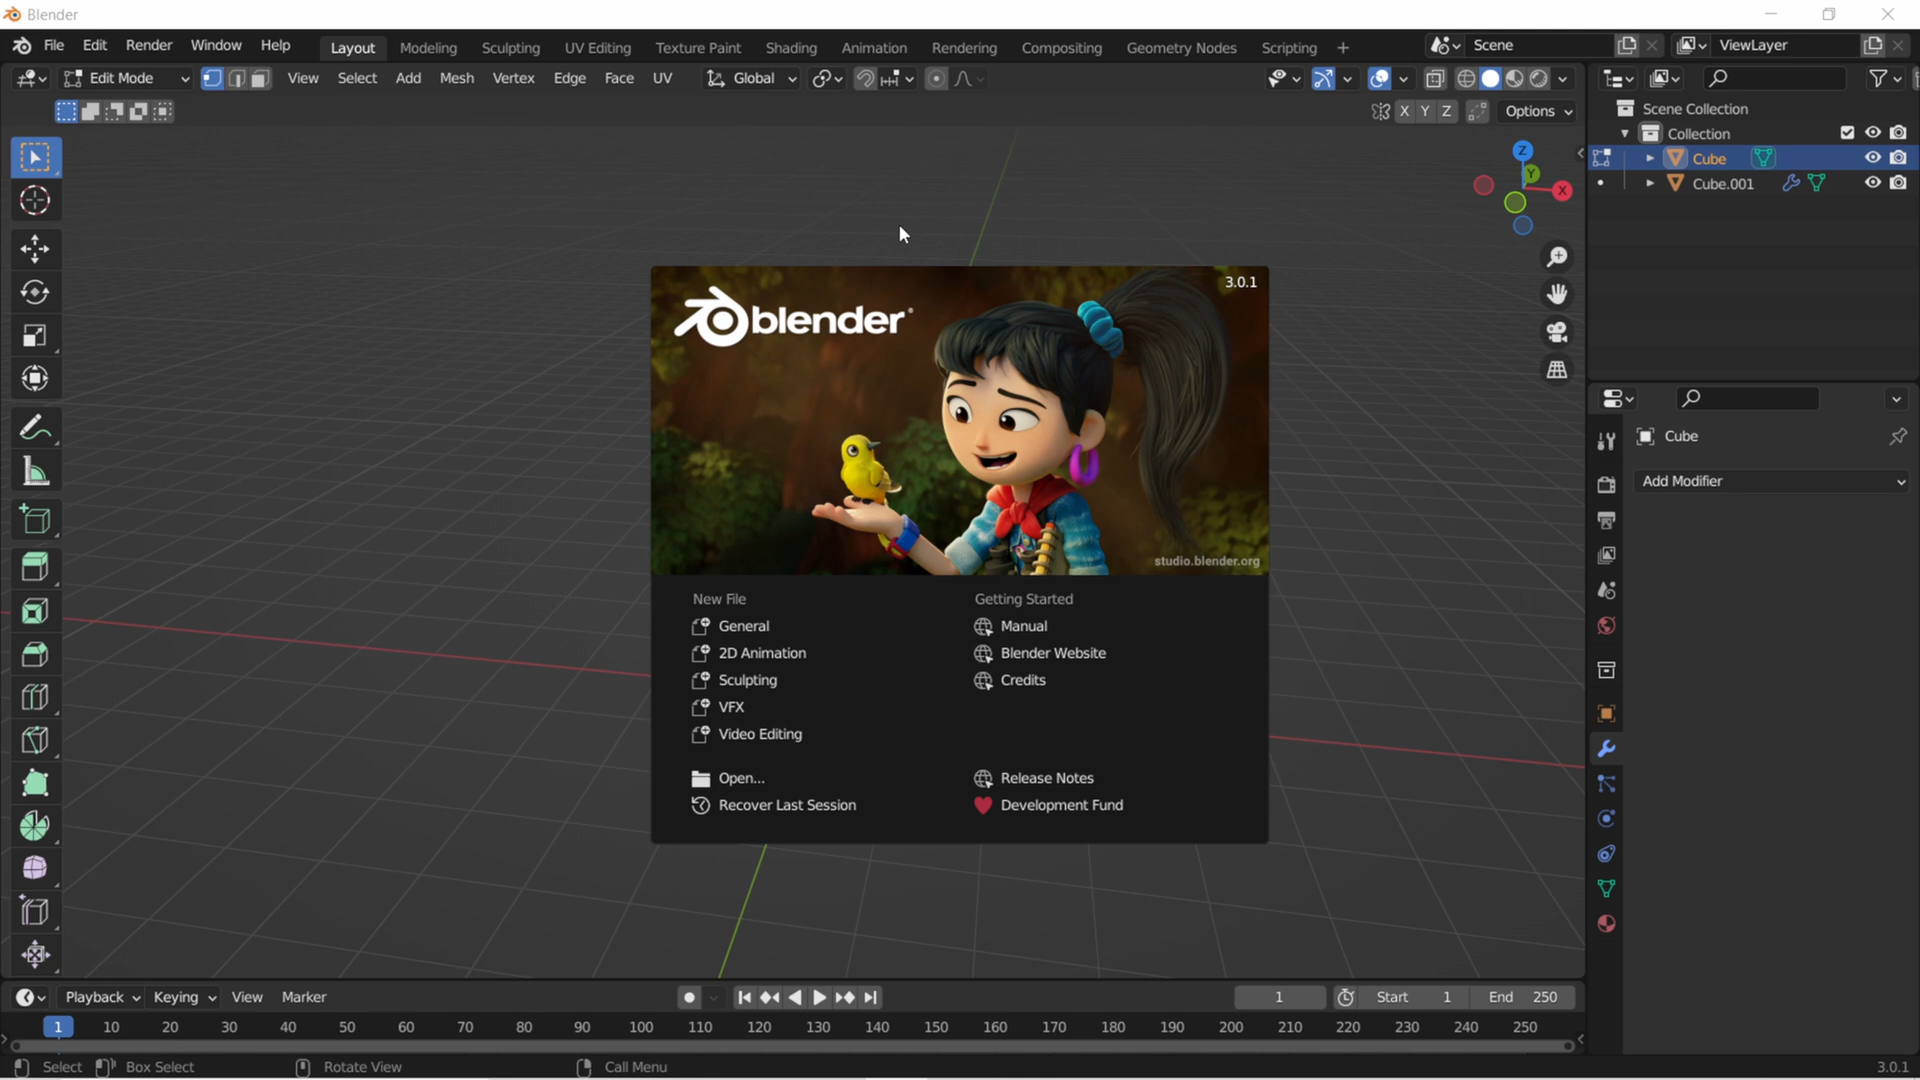 Blender
File Edit Render Window Help Layout Modeling Sculpting UV Editing Texture Paint Shading Animation Rendering Compositing Geometry Nodes Scripting + Scene ViewLayer
Edit Mode View Select Add Mesh Vertex Edge Face UV Global
X Y Z Options
Scene Collection
Collection
Cube
Cube.001
Z
Y
X
3.0.1
blender
studio.blender.org
Cube
Add Modifier
New File
General
2D Animation
Sculpting
VFX
Video Editing
Open...
Recover Last Session
Getting Started
Manual
Blender Website
Credits
Release Notes
Development Fund
Playback Keying View Marker 1 Start 1 End 250
1 10 20 30 40 50 60 70 80 90 100 110 120 130 140 150 160 170 180 190 200 210 220 230 240 250
Select Box Select Rotate View Call Menu 3.0.1